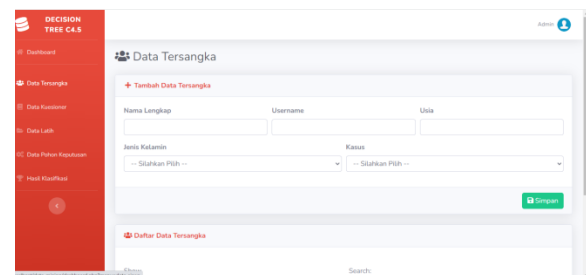 DECISION
TREE C4.5
Admin
Dashboard
Data Tersangka
Data Tersangka
+ Tambah Data Tersangka
Data Kuesioner
Nama Lengkap Username Usia
Data Latih
Jenis Kelamin Kasus
Data Pohon Keputusan
-- Silahkan Pilih -- -- Silahkan Pilih --
Hasil Klasifikasi
Simpan
Daftar Data Tersangka
Show Search: